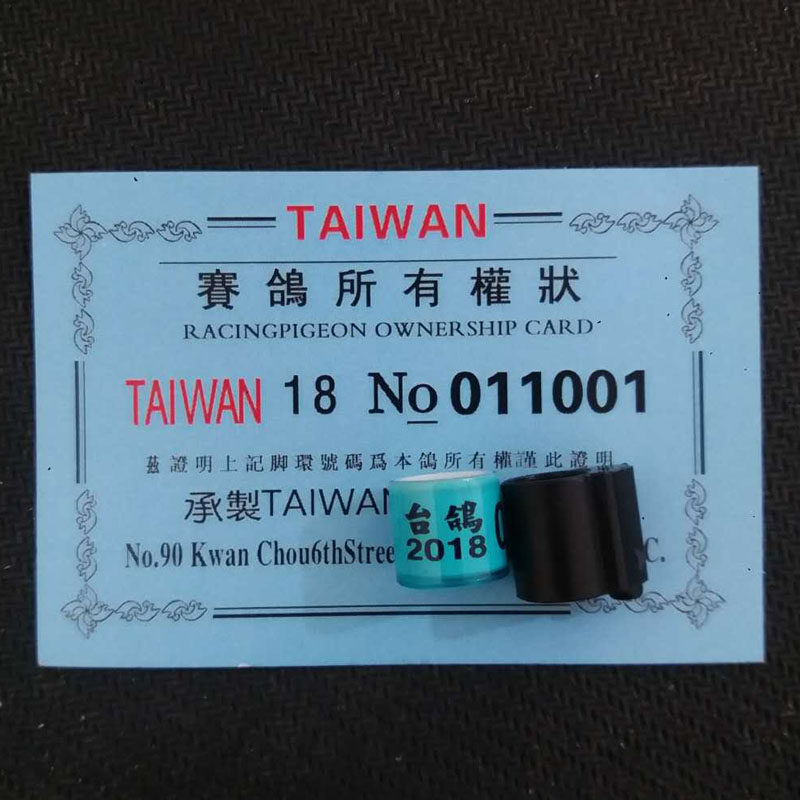 TAIWAN
賽鴿所有權狀
RACINGPIGEON OWNERSHIP CARD
TAIWAN 18 No 011001
茲證明上記脚環號碼爲本鴿所有權謹此證明
承製TAIWAN
No.90 Kwan Chou6thStree C.
台鴿
2018